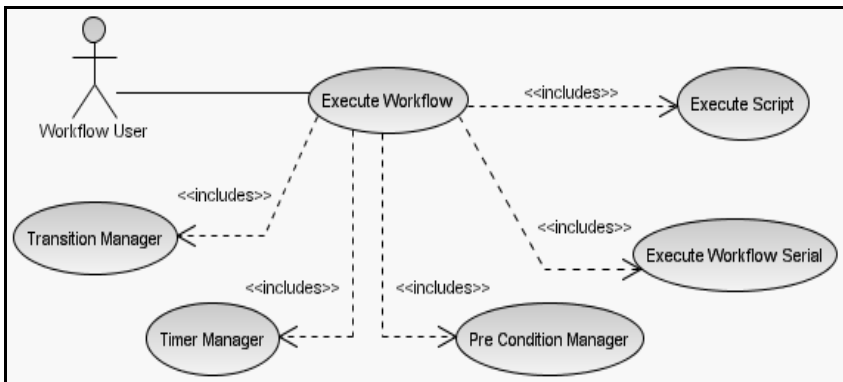 Execute Workflow
<<includes>>
Execute Script
Workflow User
<<includes>>
Transition Manager
<<includes>>
Execute Workflow Serial
<<includes>>
<<includes>>
Timer Manager
Pre Condition Manager